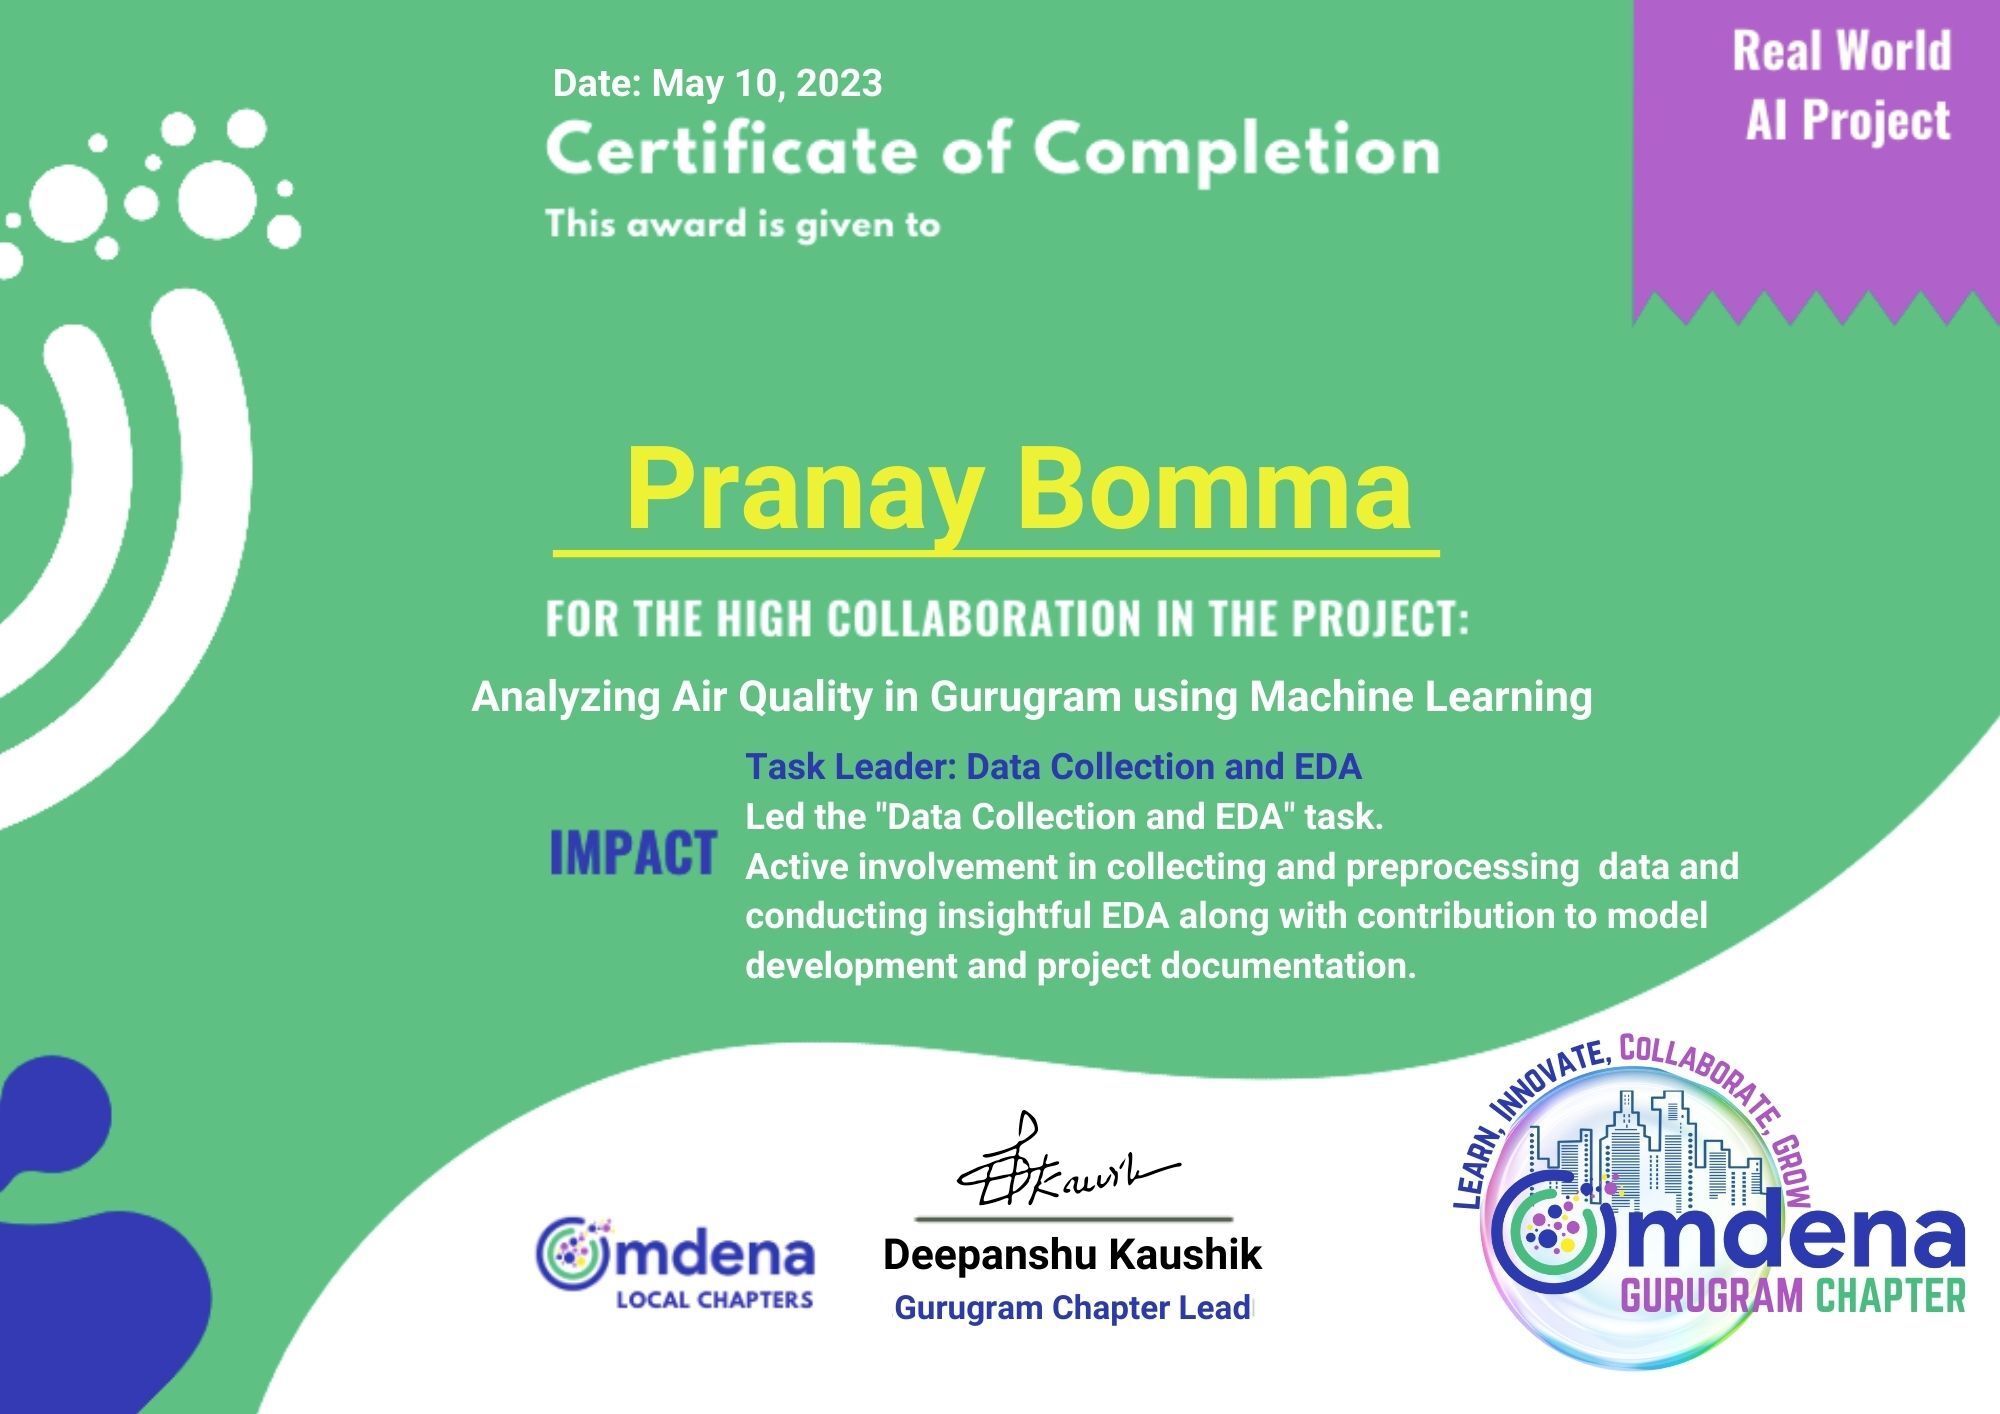 Real World
AI Project
Date: May 10, 2023
Certificate of Completion
This award is given to
Pranay Bomma
FOR THE HIGH COLLABORATION IN THE PROJECT:
Analyzing Air Quality in Gurugram using Machine Learning
IMPACT
Task Leader: Data Collection and EDA
Led the "Data Collection and EDA" task.
Active involvement in collecting and preprocessing  data and
conducting insightful EDA along with contribution to model
development and project documentation.
DKaushik
Omdena
LOCAL CHAPTERS
Deepanshu Kaushik
Gurugram Chapter Lead
LEARN, INNOVATE, COLLABORATE, GROW
Omdena
GURUGRAM CHAPTER